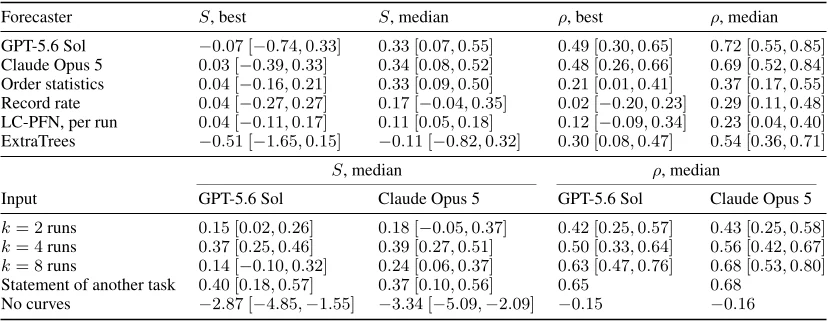 Forecaster S, best S, median ρ, best ρ, median
GPT-5.6 Sol −0.07 [−0.74, 0.33] 0.33 [0.07, 0.55] 0.49 [0.30, 0.65] 0.72 [0.55, 0.85]
Claude Opus 5 0.03 [−0.39, 0.33] 0.34 [0.08, 0.52] 0.48 [0.26, 0.66] 0.69 [0.52, 0.84]
Order statistics 0.04 [−0.16, 0.21] 0.33 [0.09, 0.50] 0.21 [0.01, 0.41] 0.37 [0.17, 0.55]
Record rate 0.04 [−0.27, 0.27] 0.17 [−0.04, 0.35] 0.02 [−0.20, 0.23] 0.29 [0.11, 0.48]
LC-PFN, per run 0.04 [−0.11, 0.17] 0.11 [0.05, 0.18] 0.12 [−0.09, 0.34] 0.23 [0.04, 0.40]
ExtraTrees −0.51 [−1.65, 0.15] −0.11 [−0.82, 0.32] 0.30 [0.08, 0.47] 0.54 [0.36, 0.71]
S, median ρ, median
Input GPT-5.6 Sol Claude Opus 5 GPT-5.6 Sol Claude Opus 5
k = 2 runs 0.15 [0.02, 0.26] 0.18 [−0.05, 0.37] 0.42 [0.25, 0.57] 0.43 [0.25, 0.58]
k = 4 runs 0.37 [0.25, 0.46] 0.39 [0.27, 0.51] 0.50 [0.33, 0.64] 0.56 [0.42, 0.67]
k = 8 runs 0.14 [−0.10, 0.32] 0.24 [0.06, 0.37] 0.63 [0.47, 0.76] 0.68 [0.53, 0.80]
Statement of another task 0.40 [0.18, 0.57] 0.37 [0.10, 0.56] 0.65 0.68
No curves −2.87 [−4.85, −1.55] −3.34 [−5.09, −2.09] −0.15 −0.16